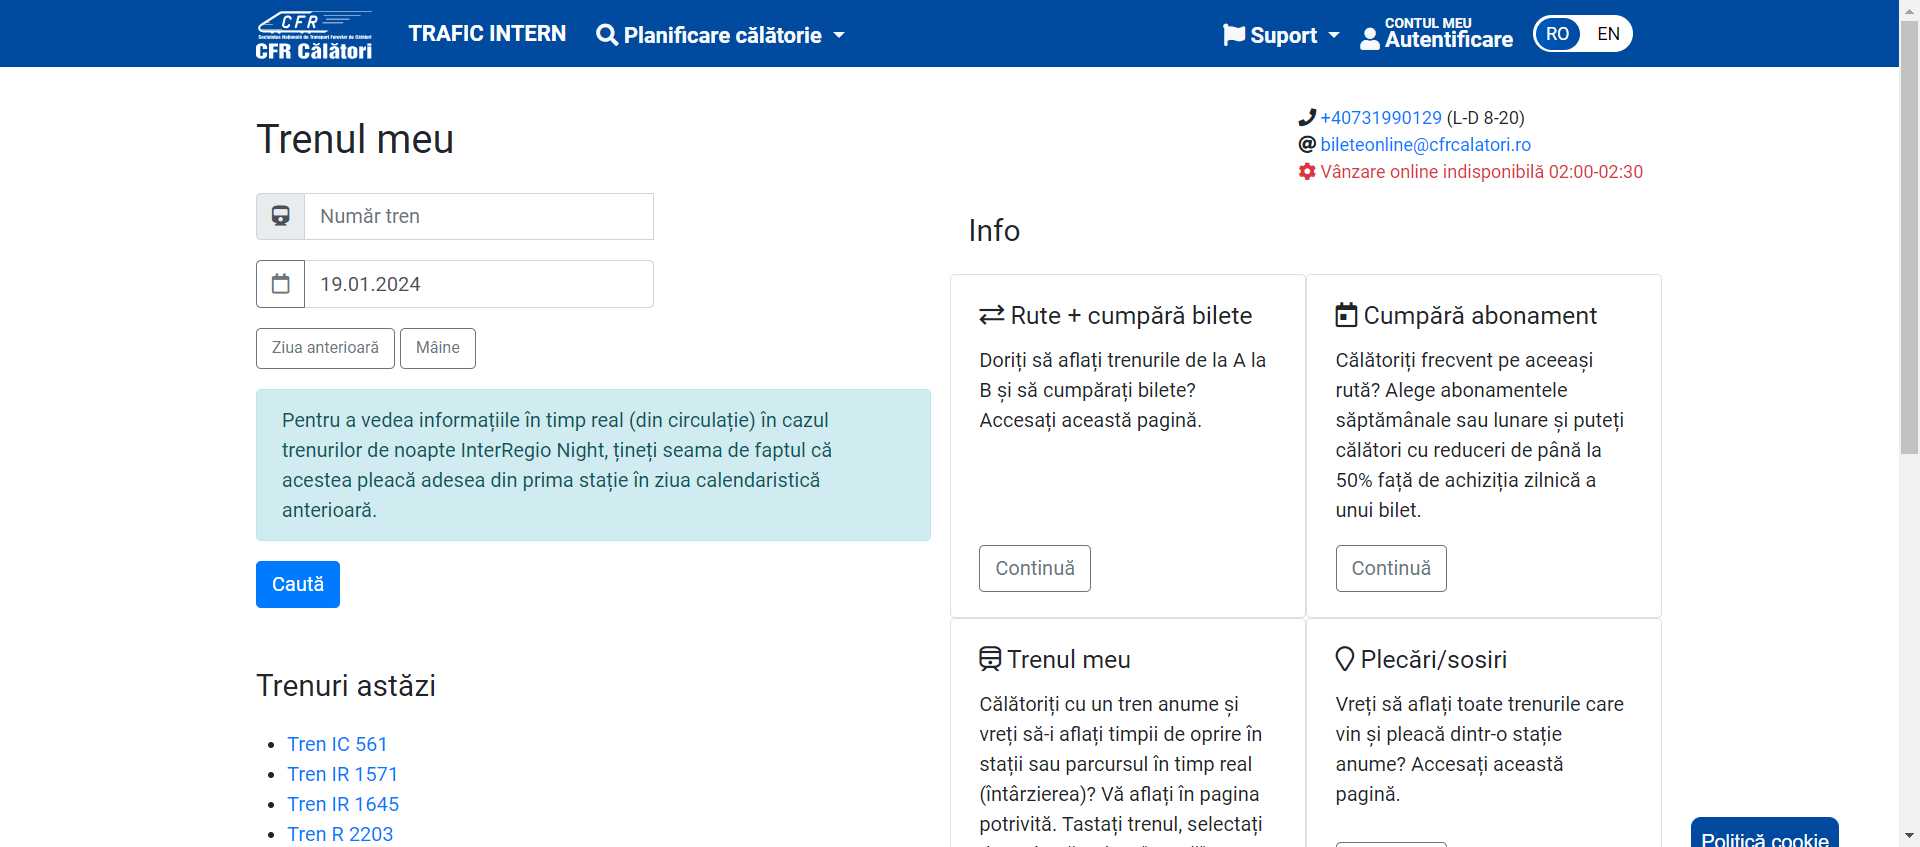 CFR
CFR Călători
TRAFIC INTERN
Planificare călătorie
Suport
CONTUL MEU
Autentificare
RO
EN
Trenul meu
Număr tren
19.01.2024
Ziua anterioară
Mâine
Pentru a vedea informațiile în timp real (din circulație) în cazul
trenurilor de noapte InterRegio Night, țineți seama de faptul că
acestea pleacă adesea din prima stație în ziua calendaristică
anterioară.
Caută
Trenuri astăzi
Tren IC 561
Tren IR 1571
Tren IR 1645
Tren R 2203
+40731990129 (L-D 8-20)
bileteonline@cfrcalatori.ro
Vânzare online indisponibilă 02:00-02:30
Info
Rute + cumpără bilete
Doriți să aflați trenurile de la A la
B și să cumpărați bilete?
Accesați această pagină.
Continuă
Cumpără abonament
Călătoriți frecvent pe aceeași
rută? Alege abonamentele
săptămânale sau lunare și puteți
călători cu reduceri de până la
50% față de achiziția zilnică a
unui bilet.
Continuă
Trenul meu
Călătoriți cu un tren anume și
vreți să-i aflați timpii de oprire în
stații sau parcursul în timp real
(întârzierea)? Vă aflați în pagina
potrivită. Tastați trenul, selectați
Plecări/sosiri
Vreți să aflați toate trenurile care
vin și pleacă dintr-o stație
anume? Accesați această
pagină.
Politică cookie